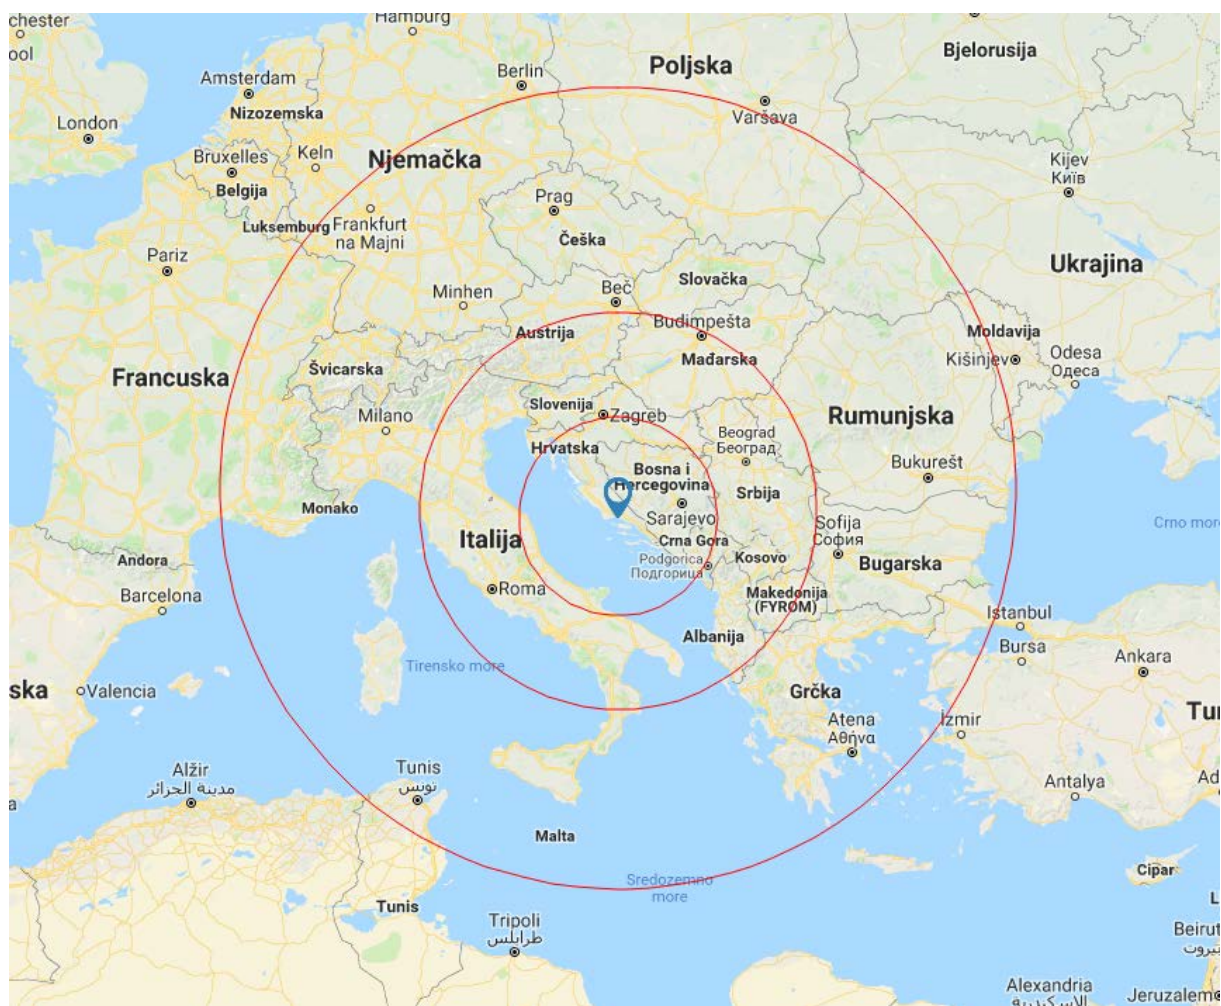 chester
ool
Hamburg
Bjelorusija
Amsterdam
Berlin
Poljska
Nizozemska
Varšava
London
Bruxelles
Keln
Njemačka
Belgija
Kijev
Київ
Prag
Luksemburg
Frankfurt
na Majni
Češka
Pariz
Ukrajina
Minhen
Slovačka
Beč
Budimpešta
Austrija
Moldavija
Mađarska
Kišinjev
Odesa
Одеса
Švicarska
Francuska
Slovenija
Zagreb
Milano
Rumunjska
Hrvatska
Beograd
Београд
Bukurešt
Bosna i
Hercegovina
Srbija
Monako
Sarajevo
Crno more
Sofija
София
Italija
Crna Gora
Andora
Podgorica
Подгорица
Kosovo
Bugarska
Roma
Makedonija
(FYROM)
Barcelona
Istanbul
Albanija
Bursa
Tirensko more
Ankara
ska
Valencia
Grčka
Tur
Atena
Αθήνα
İzmir
Alžir
مدينة الجزائر
Tunis
تونس
Antalya
Ad
a
Malta
Cipar
Sredozemno
more
Tunis
L
Tripoli
طرابلس
Beirut
بيروت
Alexandria
الإسكندرية
Jeruzalem